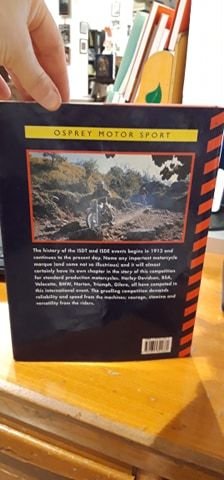 OSPREY MOTOR SPORT
The history of the ISDT and ISDE events begins in 1913 and
continues to the present day. Name any important motorcycle
marque (and some not so illustrious) and it will almost
certainly have its own chapter in the story of this competition
for standard production motorcycles. Harley-Davidson, BSA,
Velocette, BMW, Norton, Triumph, Gilera, all have competed in
this international event. The gruelling competition demands
reliability and speed from the machines; courage, stamina and
versatility from the riders.